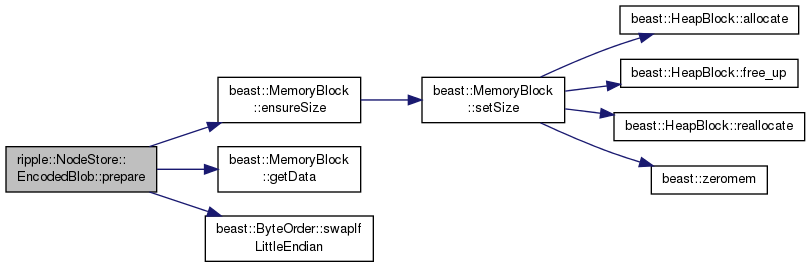 ripple::NodeStore::
EncodedBlob::prepare
beast::MemoryBlock
::ensureSize
beast::MemoryBlock
::getData
beast::ByteOrder::swapIf
LittleEndian
beast::MemoryBlock
::setSize
beast::HeapBlock::allocate
beast::HeapBlock::free_up
beast::HeapBlock::reallocate
beast::zeromem